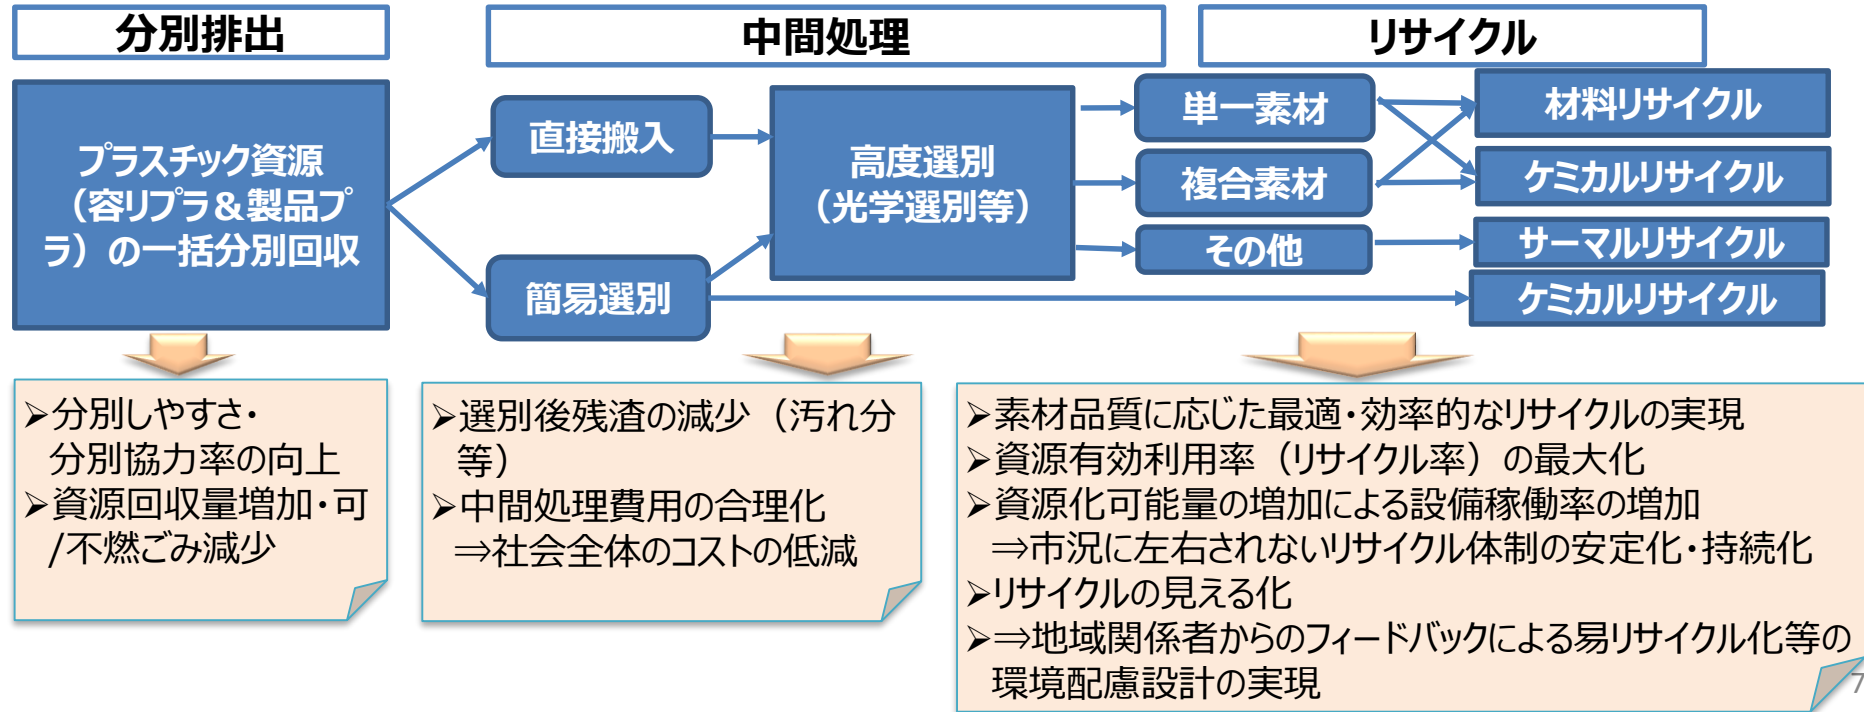 分別排出
中間処理
リサイクル
プラスチック資源
（容リプラ＆製品プ
ラ）の一括分別回収
直接搬入
簡易選別
高度選別
（光学選別等）
単一素材
複合素材
その他
材料リサイクル
ケミカルリサイクル
サーマルリサイクル
ケミカルリサイクル
➢分別しやすさ・
分別協力率の向上
➢資源回収量増加・可
/不燃ごみ減少
➢選別後残渣の減少（汚れ分
等）
➢中間処理費用の合理化
⇒社会全体のコストの低減
➢素材品質に応じた最適・効率的なリサイクルの実現
➢資源有効利用率（リサイクル率）の最大化
➢資源化可能量の増加による設備稼働率の増加
⇒市況に左右されないリサイクル体制の安定化・持続化
➢リサイクルの見える化
➢⇒地域関係者からのフィードバックによる易リサイクル化等の
環境配慮設計の実現
7